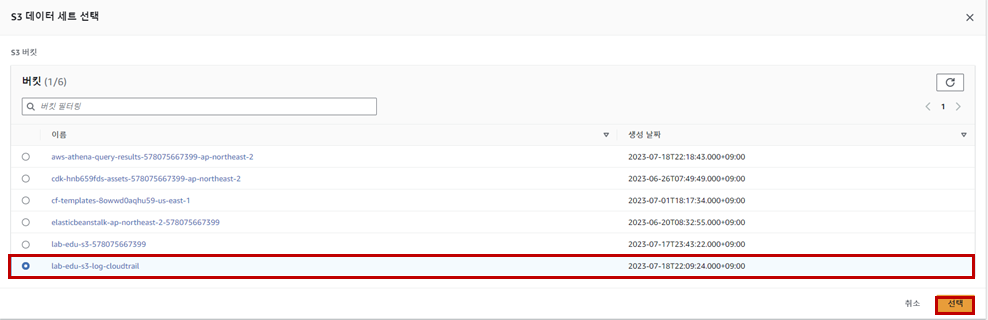 S3 데이터 세트 선택
S3 버킷
버킷 (1/6)
버킷 필터링
1
이름 생성 날짜
aws-athena-query-results-578075667399-ap-northeast-2 2023-07-18T22:18:43.000+09:00
cdk-hnb659fds-assets-578075667399-ap-northeast-2 2023-06-26T07:49:49.000+09:00
cf-templates-8owwd0aqhu59-us-east-1 2023-07-01T18:17:34.000+09:00
elasticbeanstalk-ap-northeast-2-578075667399 2023-06-20T08:32:55.000+09:00
lab-edu-s3-578075667399 2023-07-17T23:43:22.000+09:00
lab-edu-s3-log-cloudtrail 2023-07-18T22:09:24.000+09:00
취소 선택